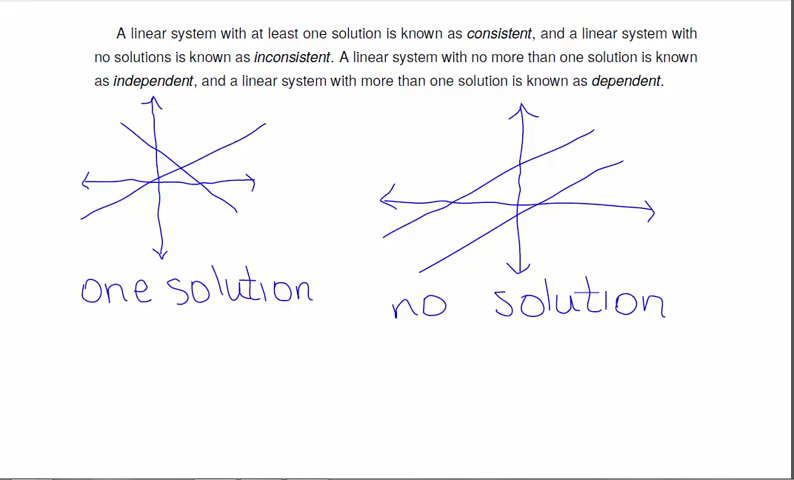 A linear system with at least one solution is known as consistent, and a linear system with
no solutions is known as inconsistent. A linear system with no more than one solution is known
as independent, and a linear system with more than one solution is known as dependent.
one solution
no solution